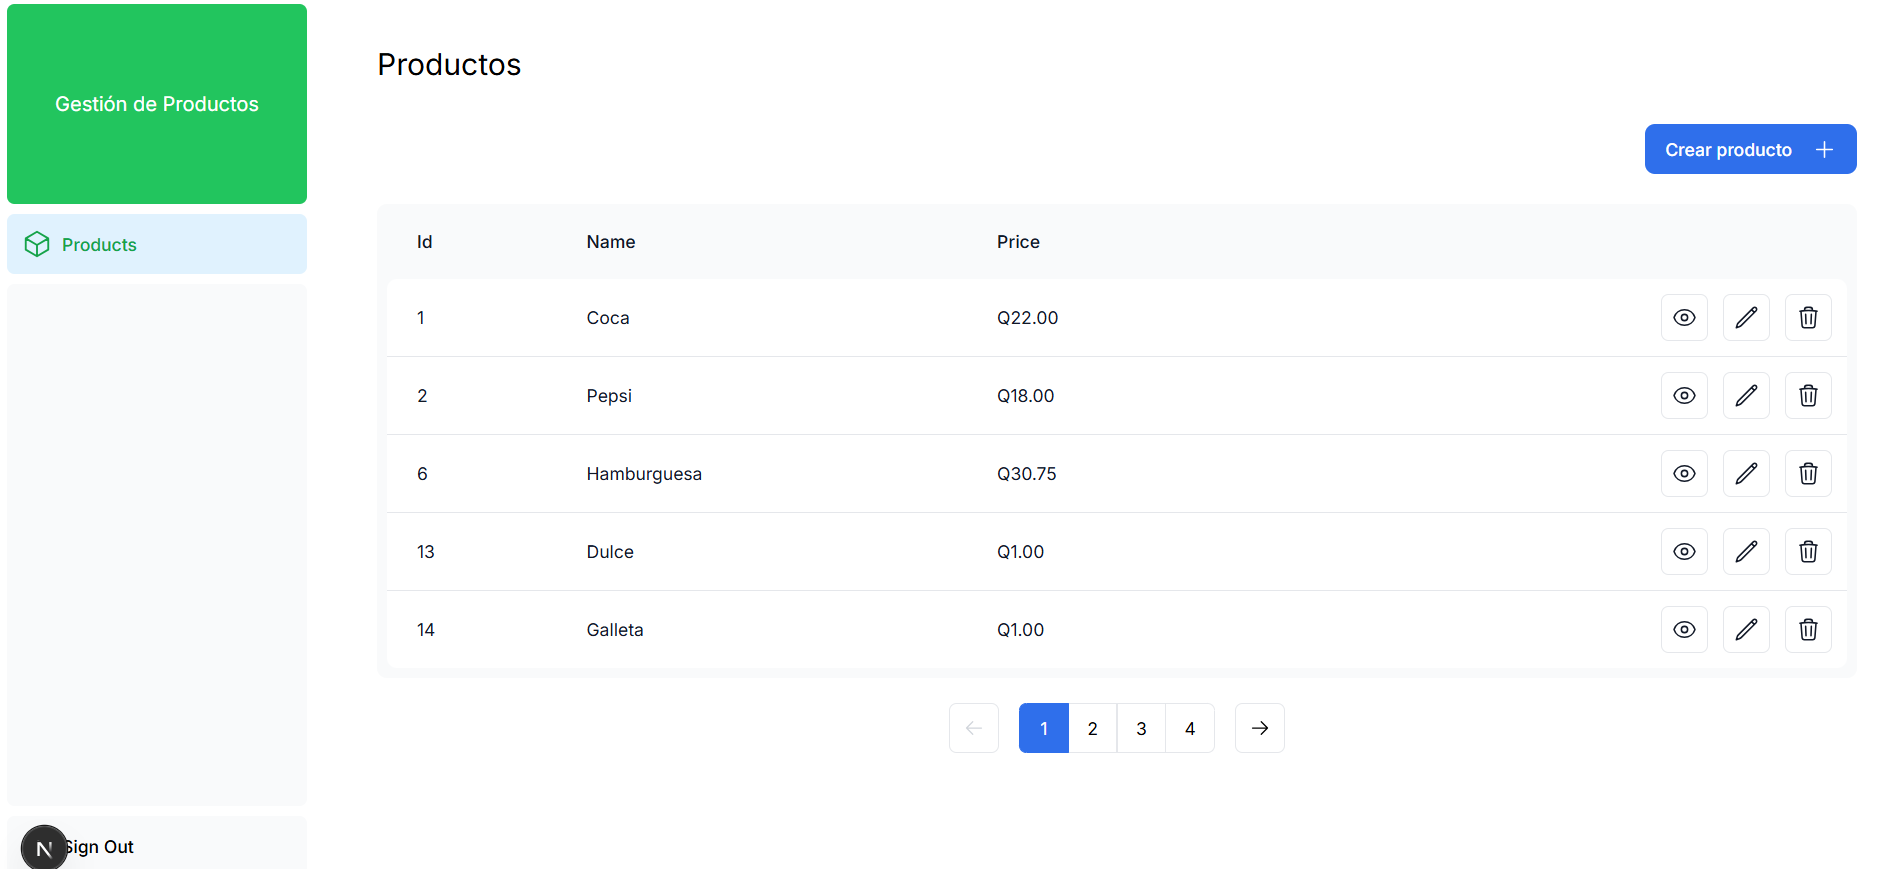 Gestión de Productos
Products
Sign Out
N
Productos
Crear producto
Id Name Price
1 Coca Q22.00
2 Pepsi Q18.00
6 Hamburguesa Q30.75
13 Dulce Q1.00
14 Galleta Q1.00
1 2 3 4